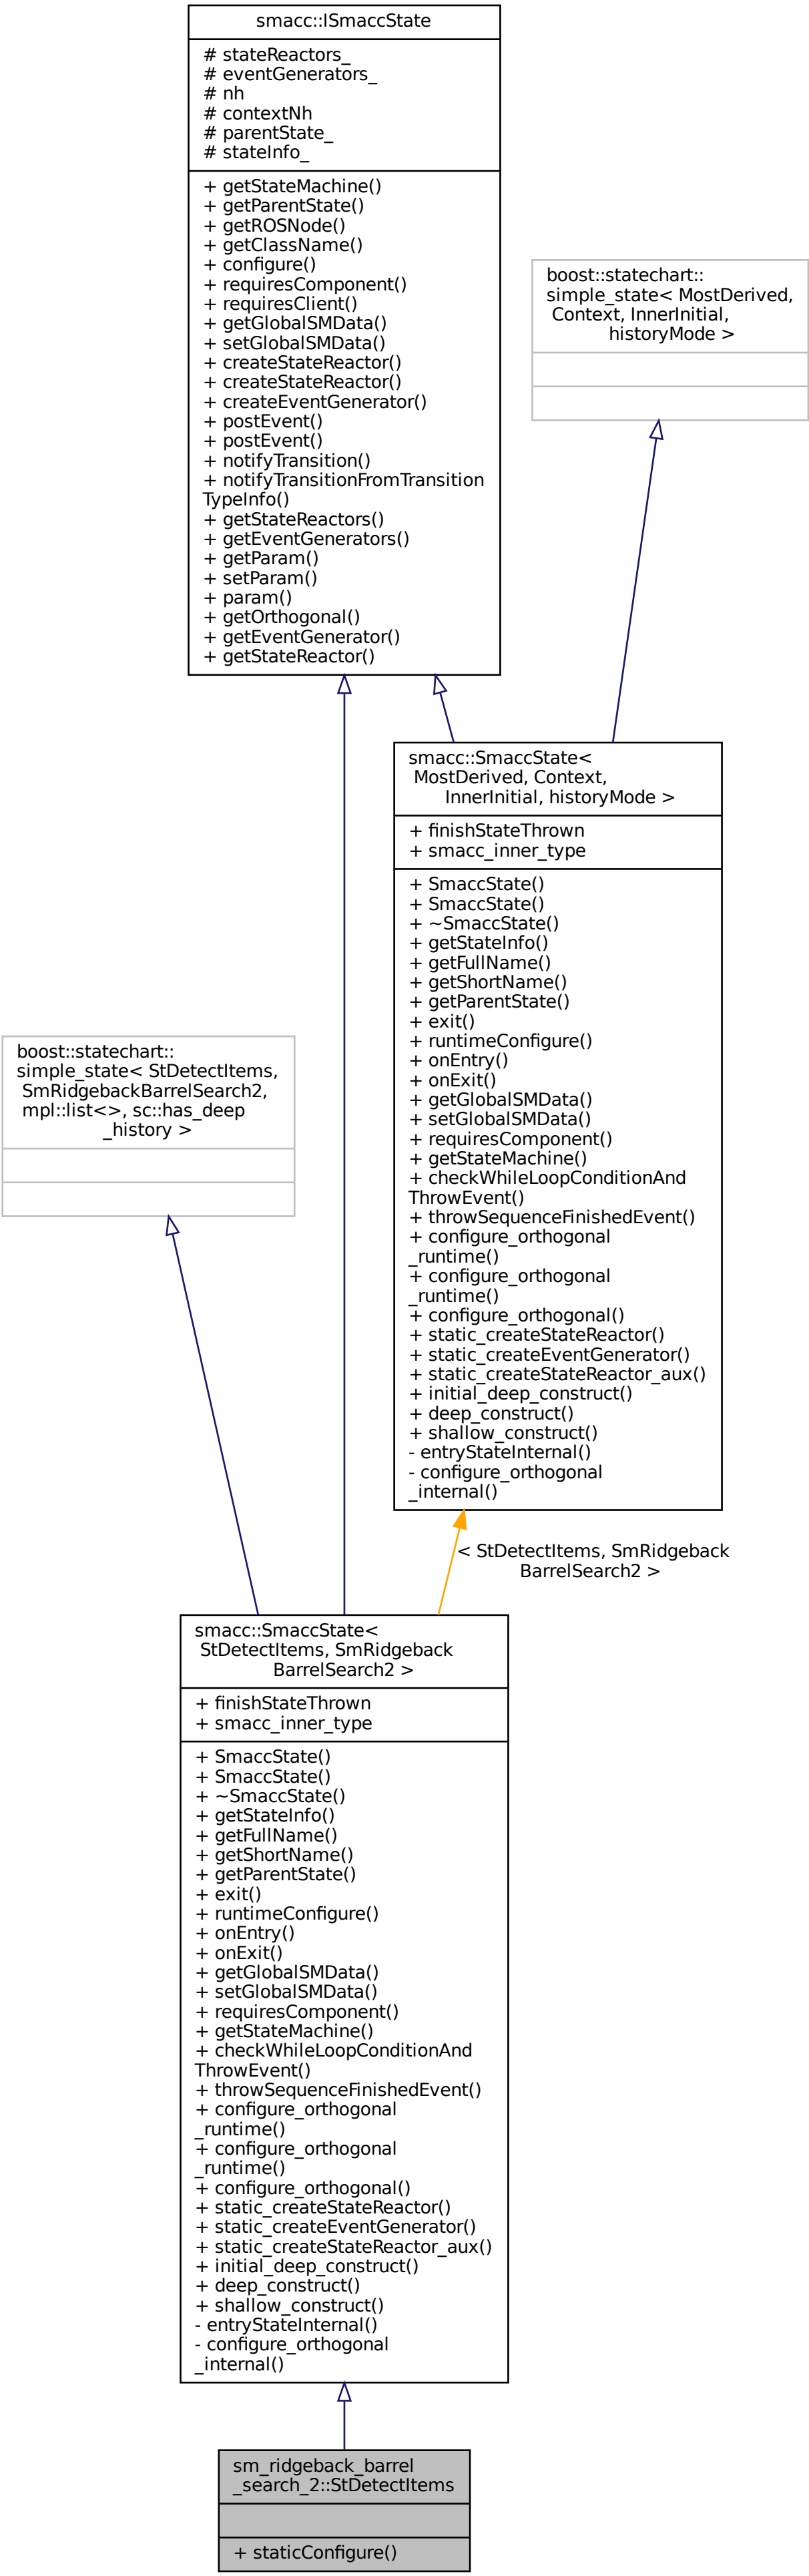 smacc::ISmaccState
# stateReactors_
# eventGenerators_
# nh
# contextNh
# parentState_
# stateInfo_
+ getStateMachine()
+ getParentState()
+ getROSNode()
+ getClassName()
+ configure()
+ requiresComponent()
+ requiresClient()
+ getGlobalSMData()
+ setGlobalSMData()
+ createStateReactor()
+ createStateReactor()
+ createEventGenerator()
+ postEvent()
+ postEvent()
+ notifyTransition()
+ notifyTransitionFromTransition
TypeInfo()
+ getStateReactors()
+ getEventGenerators()
+ getParam()
+ setParam()
+ param()
+ getOrthogonal()
+ getEventGenerator()
+ getStateReactor()
boost::statechart::
simple_state< MostDerived,
Context, InnerInitial,
historyMode >
smacc::SmaccState<
MostDerived, Context,
InnerInitial, historyMode >
+ finishStateThrown
+ smacc_inner_type
+ SmaccState()
+ SmaccState()
+ ~SmaccState()
+ getStateInfo()
+ getFullName()
+ getShortName()
+ getParentState()
+ exit()
+ runtimeConfigure()
+ onEntry()
+ onExit()
+ getGlobalSMData()
+ setGlobalSMData()
+ requiresComponent()
+ getStateMachine()
+ checkWhileLoopConditionAnd
ThrowEvent()
+ throwSequenceFinishedEvent()
+ configure_orthogonal
_runtime()
+ configure_orthogonal
_runtime()
+ configure_orthogonal()
+ static_createStateReactor()
+ static_createEventGenerator()
+ static_createStateReactor_aux()
+ initial_deep_construct()
+ deep_construct()
+ shallow_construct()
- entryStateInternal()
- configure_orthogonal
_internal()
boost::statechart::
simple_state< StDetectItems,
SmRidgebackBarrelSearch2,
mpl::list<>, sc::has_deep
_history >
< StDetectItems, SmRidgeback
BarrelSearch2 >
smacc::SmaccState<
StDetectItems, SmRidgeback
BarrelSearch2 >
+ finishStateThrown
+ smacc_inner_type
+ SmaccState()
+ SmaccState()
+ ~SmaccState()
+ getStateInfo()
+ getFullName()
+ getShortName()
+ getParentState()
+ exit()
+ runtimeConfigure()
+ onEntry()
+ onExit()
+ getGlobalSMData()
+ setGlobalSMData()
+ requiresComponent()
+ getStateMachine()
+ checkWhileLoopConditionAnd
ThrowEvent()
+ throwSequenceFinishedEvent()
+ configure_orthogonal
_runtime()
+ configure_orthogonal
_runtime()
+ configure_orthogonal()
+ static_createStateReactor()
+ static_createEventGenerator()
+ static_createStateReactor_aux()
+ initial_deep_construct()
+ deep_construct()
+ shallow_construct()
- entryStateInternal()
- configure_orthogonal
_internal()
sm_ridgeback_barrel
_search_2::StDetectItems
+ staticConfigure()